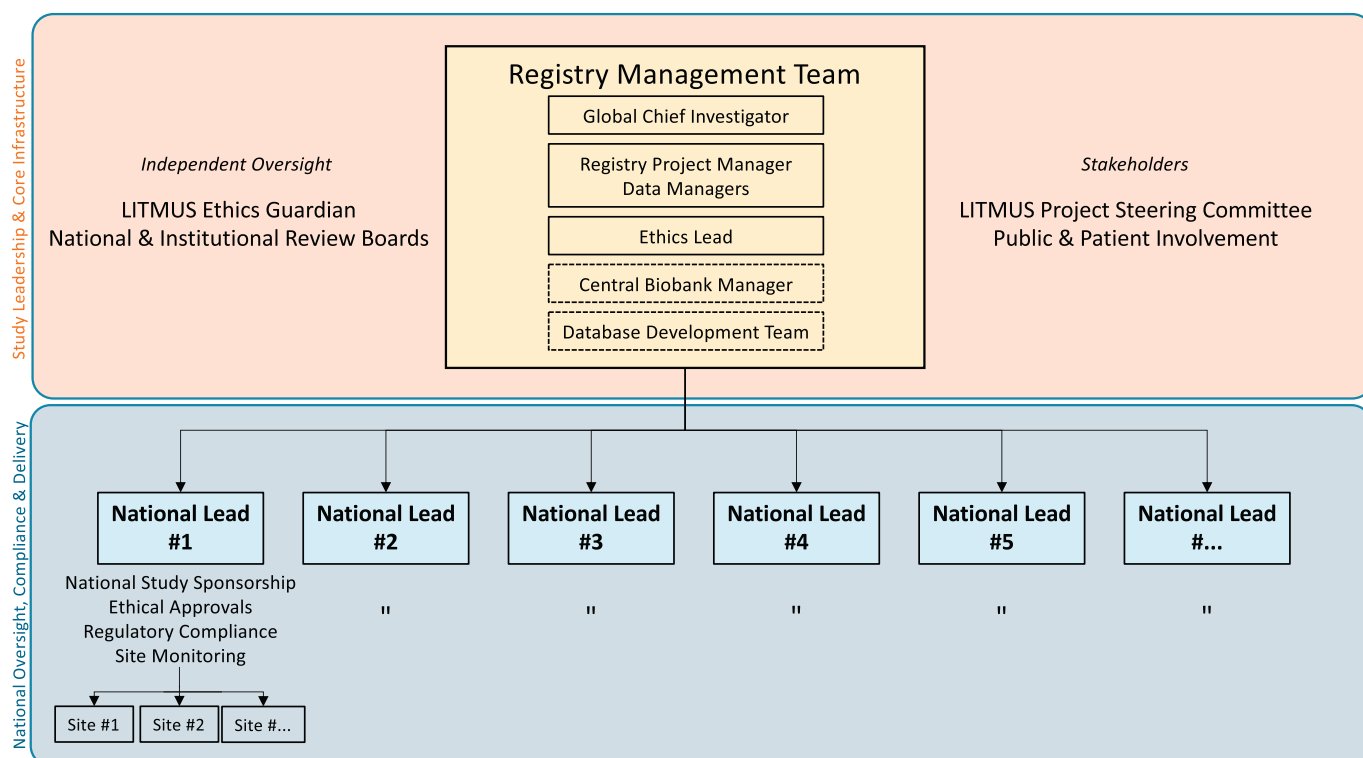 Study Leadership & Core Infrastructure
Registry Management Team
Global Chief Investigator
Registry Project Manager
Data Managers
Ethics Lead
Central Biobank Manager
Database Development Team
Independent Oversight
LITMUS Ethics Guardian
National & Institutional Review Boards
Stakeholders
LITMUS Project Steering Committee
Public & Patient Involvement
National Oversight, Compliance & Delivery
National Lead
#1
National Lead
#2
National Lead
#3
National Lead
#4
National Lead
#5
National Lead
#...
National Study Sponsorship
Ethical Approvals
Regulatory Compliance
Site Monitoring
"
"
"
"
"
Site #1
Site #2
Site #...